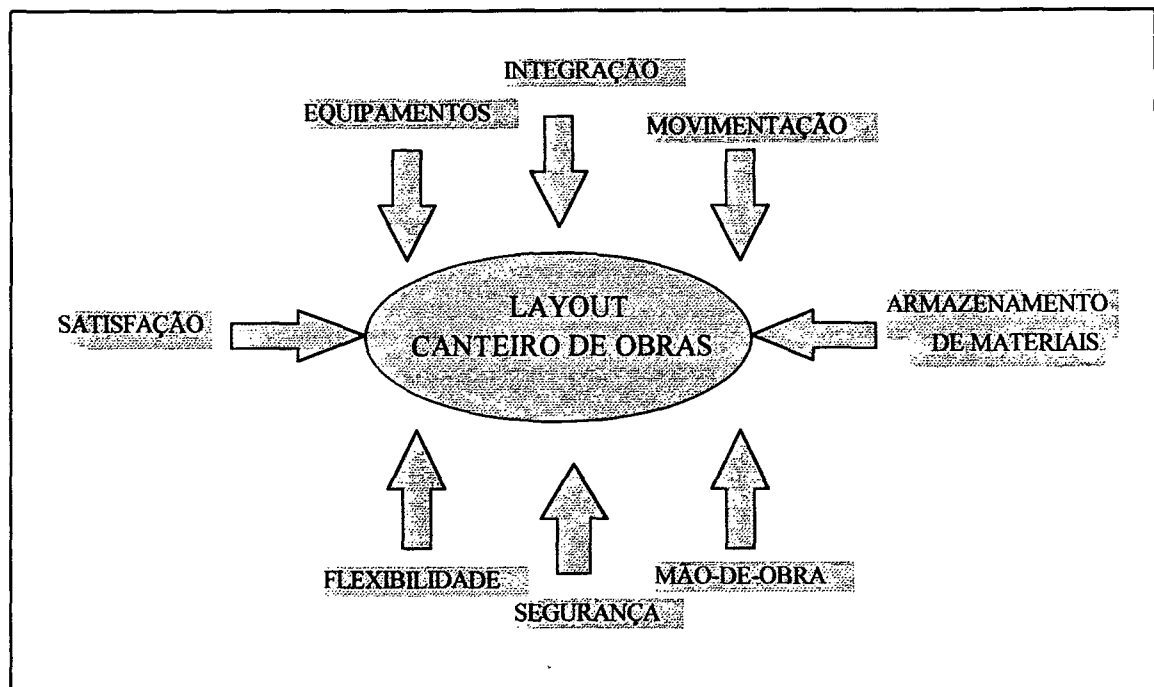 INTEGRAÇÃO
EQUIPAMENTOS
MOVIMENTAÇÃO
SATISFAÇÃO
LAYOUT
CANTEIRO DE OBRAS
ARMAZENAMENTO
DE MATERIAIS
FLEXIBILIDADE
SEGURANÇA
MÃO-DE-OBRA